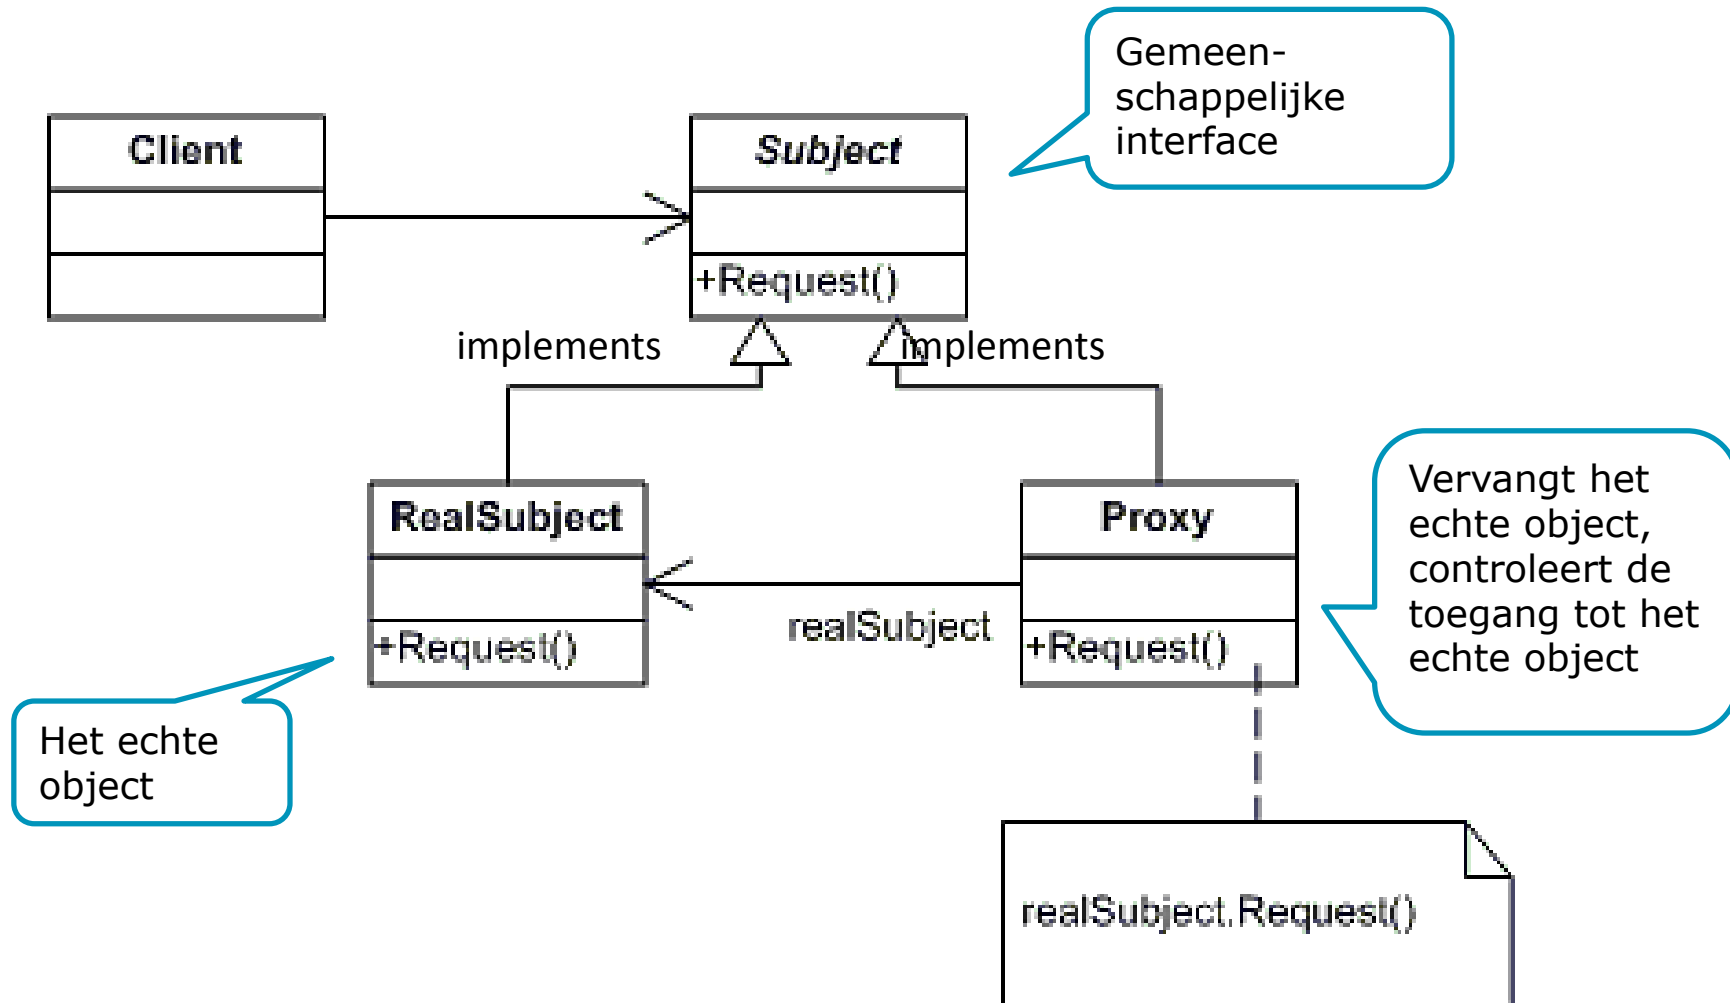 Gemeen-
schappelijke
interface
Client
Subject
+Request()
implements
implements
RealSubject
+Request()
realSubject
Proxy
+Request()
Vervangt het
echte object,
controleert de
toegang tot het
echte object
Het echte
object
realSubject.Request()